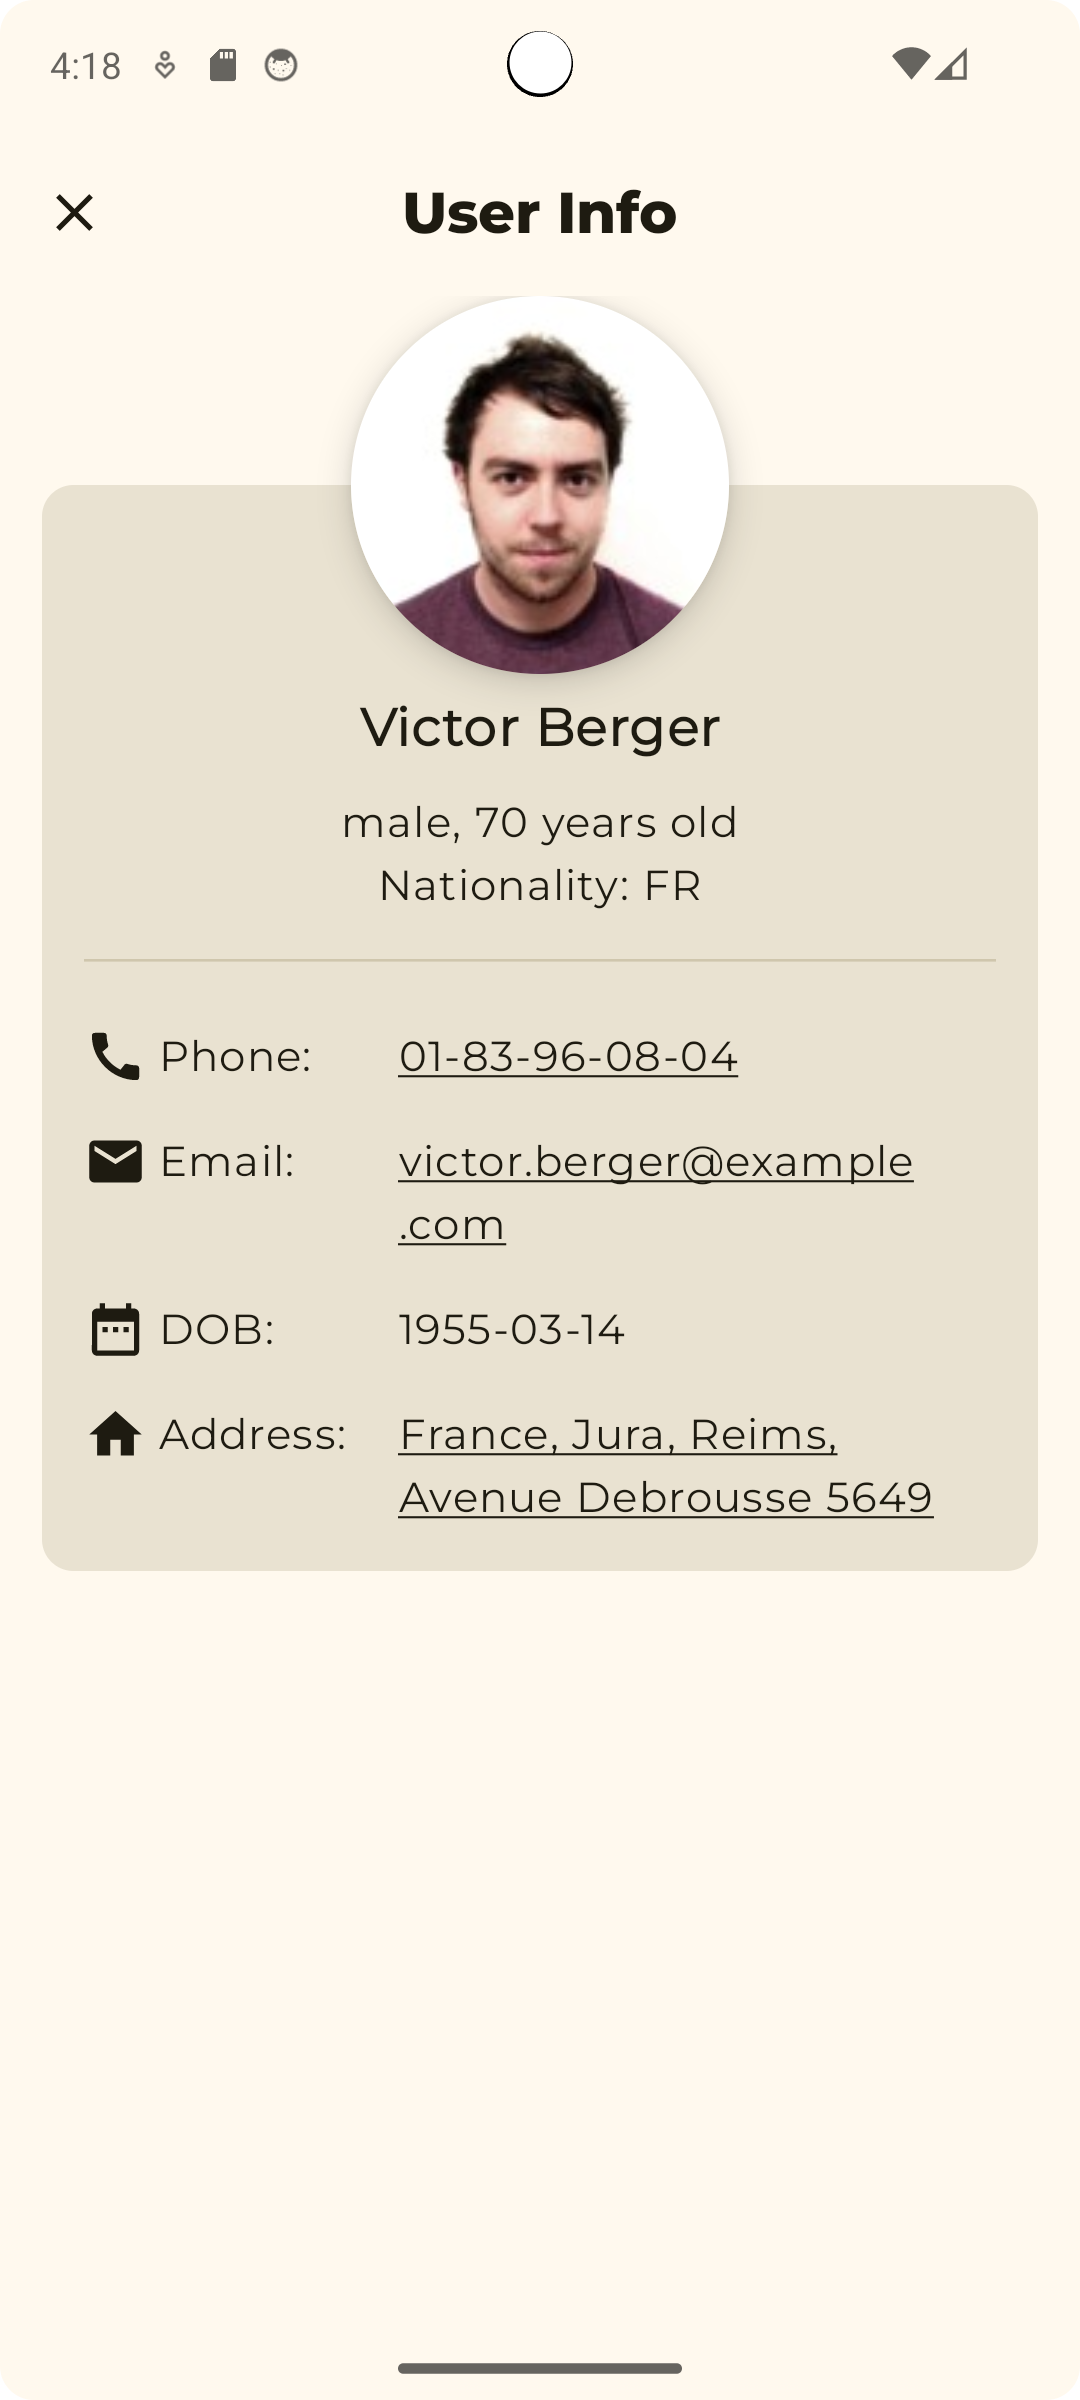 4:18
User Info
Victor Berger
male, 70 years old
Nationality: FR
Phone: 01-83-96-08-04
Email: victor.berger@example
.com
DOB: 1955-03-14
Address: France, Jura, Reims,
Avenue Debrousse 5649